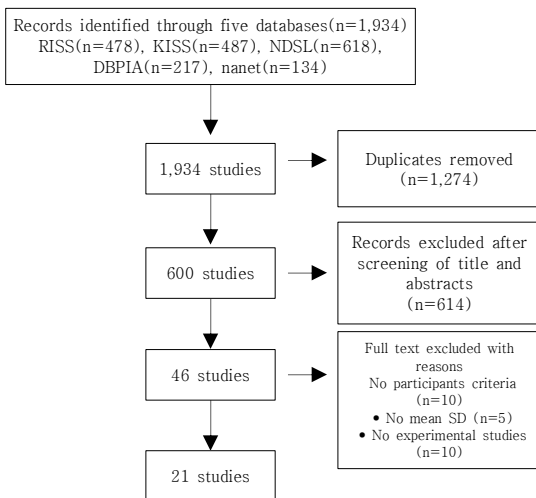 Records identified through five databases(n=1,934)
RISS(n=478), KISS(n=487), NDSL(n=618),
DBPIA(n=217), nanet(n=134)
1,934 studies
Duplicates removed
(n=1,274)
600 studies
Records excluded after
screening of title and
abstracts
(n=614)
46 studies
Full text excluded with
reasons
No participants criteria
(n=10)
• No mean SD (n=5)
• No experimental studies
(n=10)
21 studies